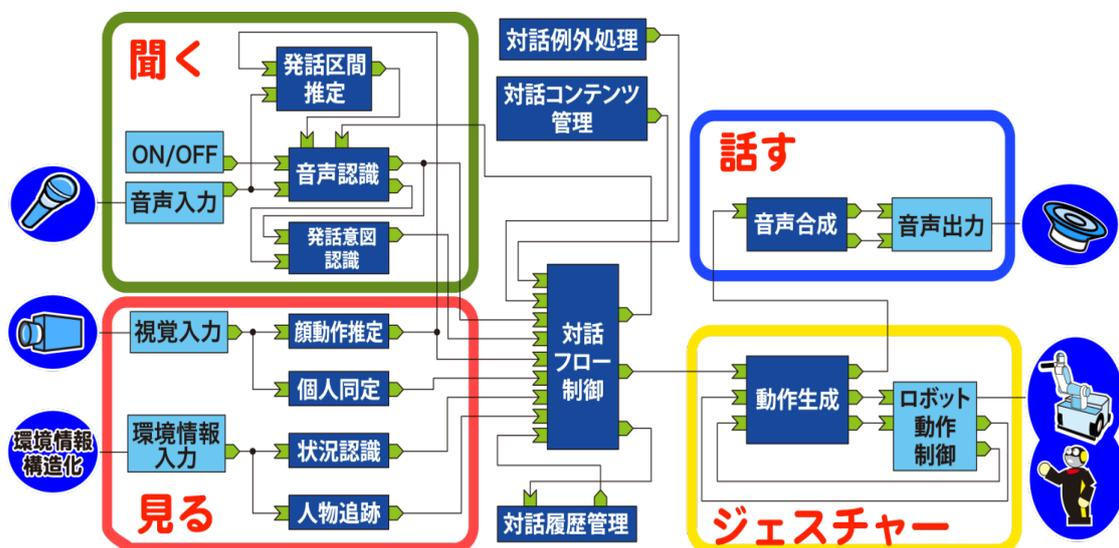 聞く
発話区間
推定
ON/OFF
音声入力
音声認識
発話意図
認識
対話例外処理
対話コンテンツ
管理
話す
音声合成
音声出力
視覚入力
顔動作推定
個人同定
環境情報
構造化
環境情報
入力
状況認識
人物追跡
見る
対話
フロー
制御
対話履歴管理
動作生成
ロボット
動作
制御
ジェスチャー